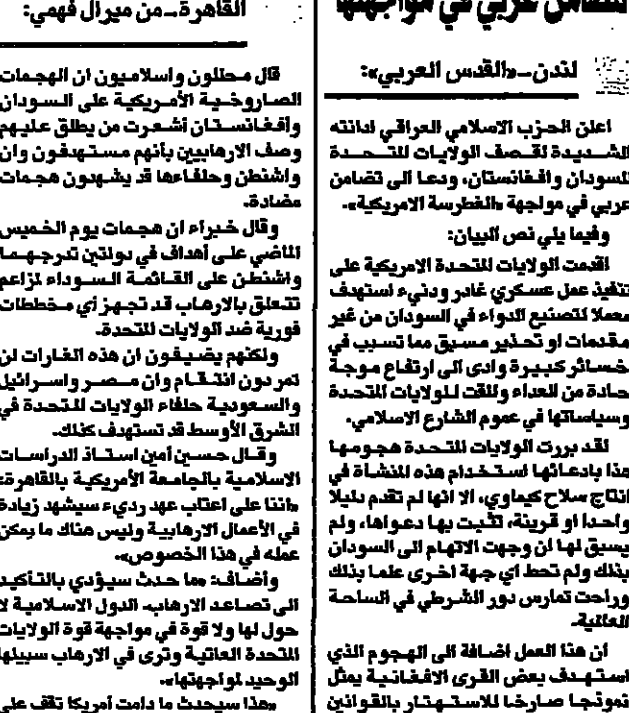 للتضامن عربي في مواجهتها
لندن ـ «القدس العربي»:
اعلن الحزب الاسلامي العراقي ادانته
الشديدة لقصف الولايات المتحدة
للسودان وافغانستان، ودعا الى تضامن
عربي في مواجهة «الغطرسة الامريكية».
وفيما يلي نص البيان:
اقدمت الولايات المتحدة الامريكية على
تنفيذ عمل عسكري غادر ودنيء استهدف
معملا لتصنيع الدواء في السودان من غير
مقدمات او تحذير مسبق مما تسبب في
خسائر كبيرة وادى الى ارتفاع موجة
حادة من العداء والمقت للولايات المتحدة
وسياساتها في عموم الشارع الاسلامي.
لقد بررت الولايات المتحدة هجومها
هذا بادعائها استخدام هذه المنشأة في
انتاج سلاح كيماوي، الا انها لم تقدم دليلا
واحدا او قرينة، تثبت بها دعواها، ولم
يسبق لها ان وجهت الاتهام الى السودان
بذلك ولم تحط اي جهة اخرى علما بذلك
وراحت تمارس دور الشرطي في الساحة
العالمية.
ان هذا العمل اضافة الى الهجوم الذي
استهدف بعض القرى الافغانية يمثل
نموذجا صارخا للاستهتار بالقوانين
القاهرة ـ من ميرال فهمي:
قال محللون واسلاميون ان الهجمات
الصاروخية الأمريكية على السودان
وأفغانستان أشعرت من يطلق عليهم
وصف الارهابيين بأنهم مستهدفون وان
واشنطن وحلفاءها قد يشهدون هجمات
مضادة.
وقال خبراء ان هجمات يوم الخميس
الماضي على أهداف في دولتين تدرجهما
واشنطن على القائمة السوداء لمزاعم
تتعلق بالارهاب قد تجهز أي مخططات
فورية ضد الولايات المتحدة.
ولكنهم يضيفون ان هذه الغارات لن
تمر دون انتقام وان مصر واسرائيل
والسعودية حلفاء الولايات المتحدة في
الشرق الأوسط قد تستهدف كذلك.
وقال حسين أمين استاذ الدراسات
الاسلامية بالجامعة الأمريكية بالقاهرة:
«اننا على اعتاب عهد رديء سيشهد زيادة
في الأعمال الارهابية وليس هناك ما يمكن
عمله في هذا الخصوص».
وأضاف: «ما حدث سيؤدي بالتأكيد
الى تصاعد الارهاب. الدول الاسلامية لا
حول لها ولا قوة في مواجهة قوة الولايات
المتحدة العاتية وترى في الارهاب سبيلها
الوحيد لمواجهتها».
«هذا سيحدث ما دامت أمريكا تقف على